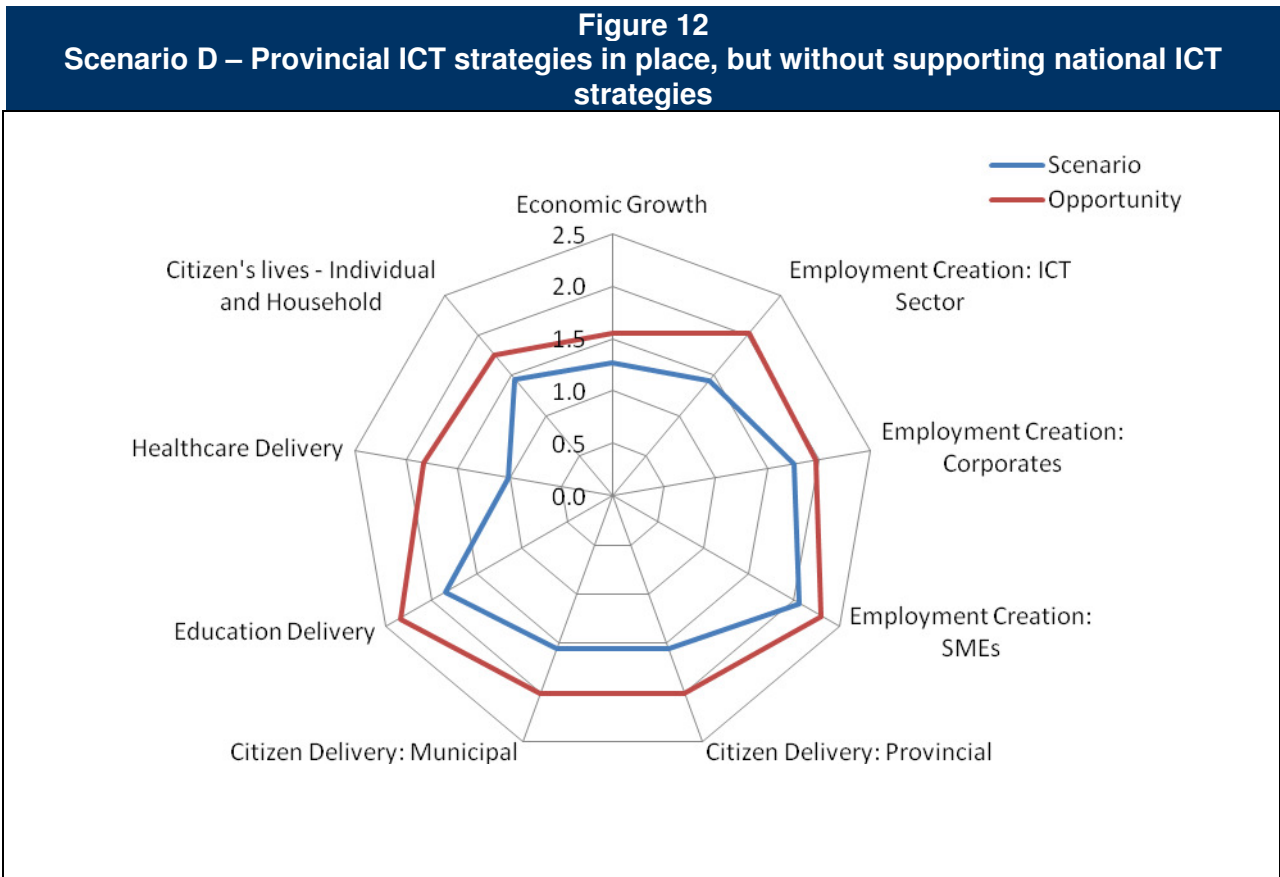 Figure 12
Scenario D – Provincial ICT strategies in place, but without supporting national ICT
strategies
Scenario
Opportunity
Economic Growth
2.5
2.0
1.5
1.0
0.5
0.0
Employment Creation: ICT
Sector
Employment Creation:
Corporates
Employment Creation:
SMEs
Citizen Delivery: Provincial
Citizen Delivery: Municipal
Education Delivery
Healthcare Delivery
Citizen's lives - Individual
and Household